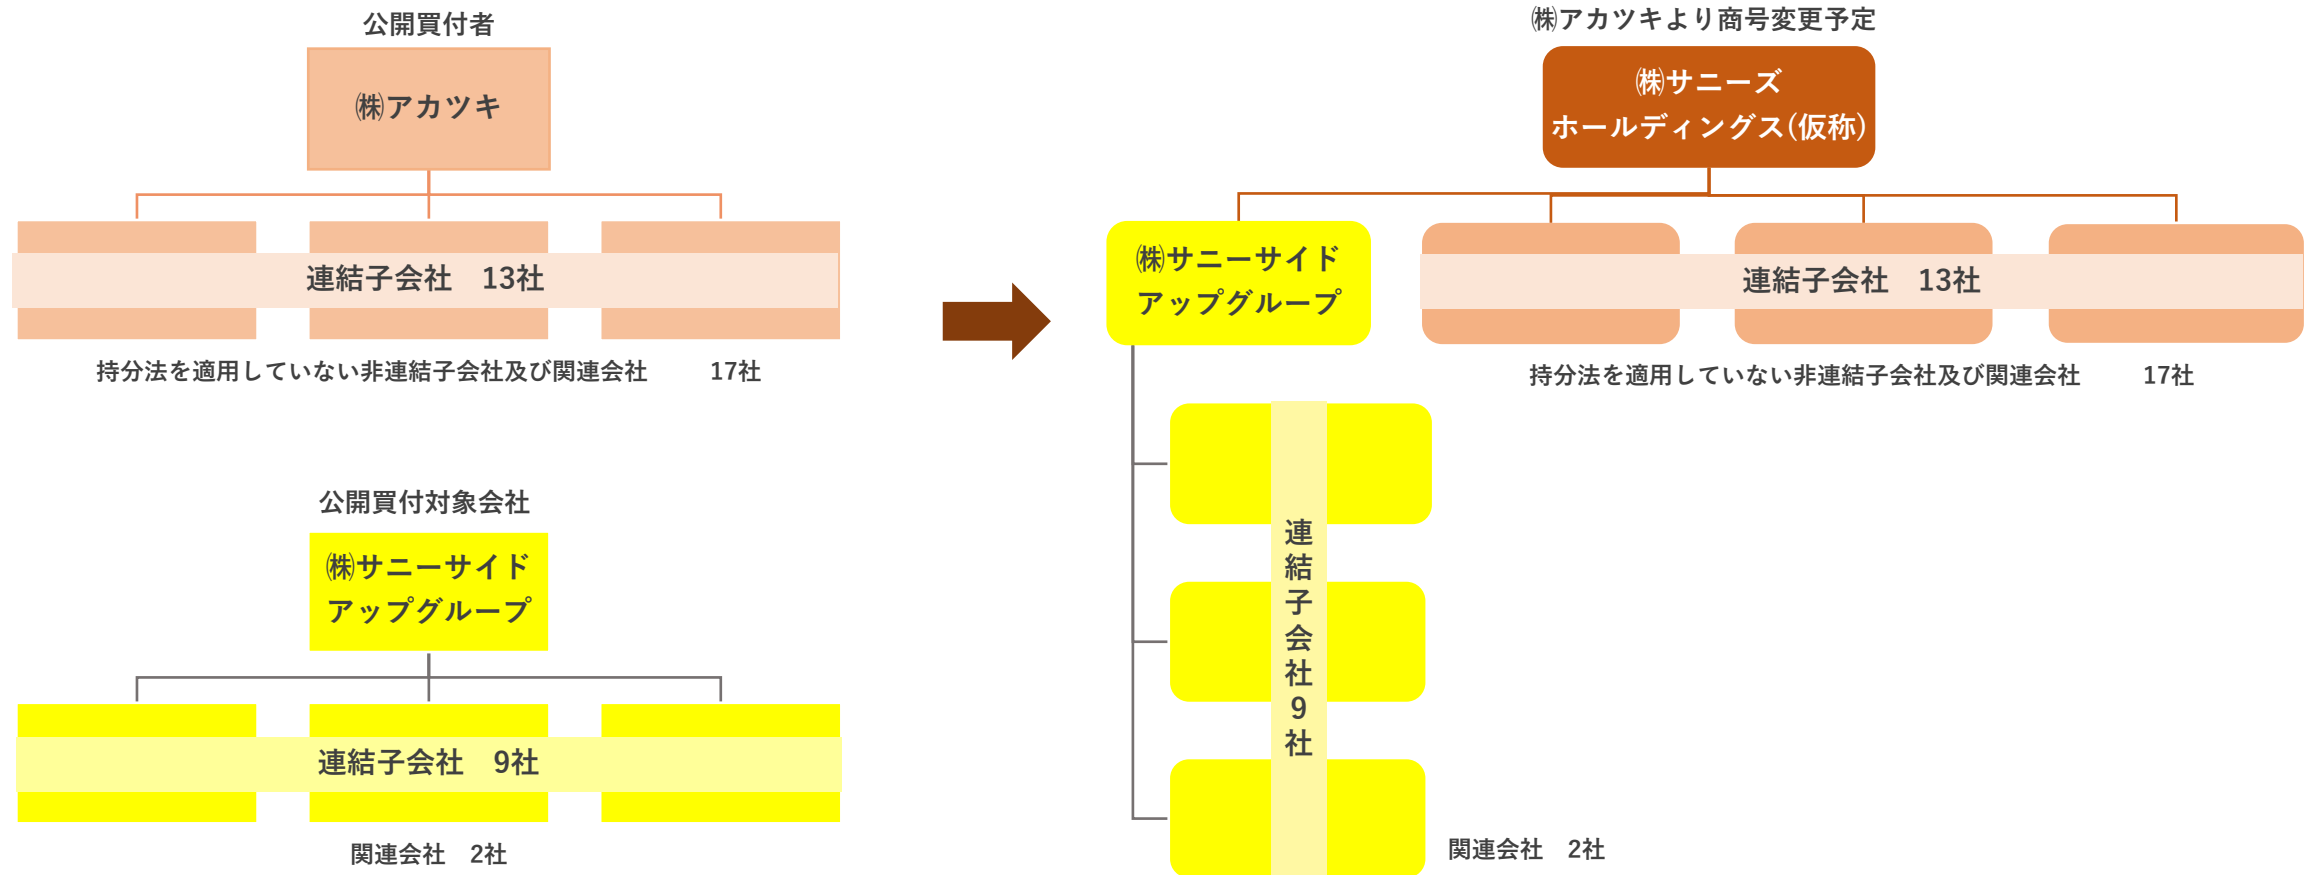 公開買付者
㈱アカツキ
連結子会社　13社
持分法を適用していない非連結子会社及び関連会社　　17社
公開買付対象会社
㈱サニーサイド
アップグループ
連結子会社　9社
関連会社　2社
㈱アカツキより商号変更予定
㈱サニーズ
ホールディングス(仮称)
㈱サニーサイド
アップグループ
連結子会社　13社
持分法を適用していない非連結子会社及び関連会社　　17社
連結子会社9社
関連会社　2社